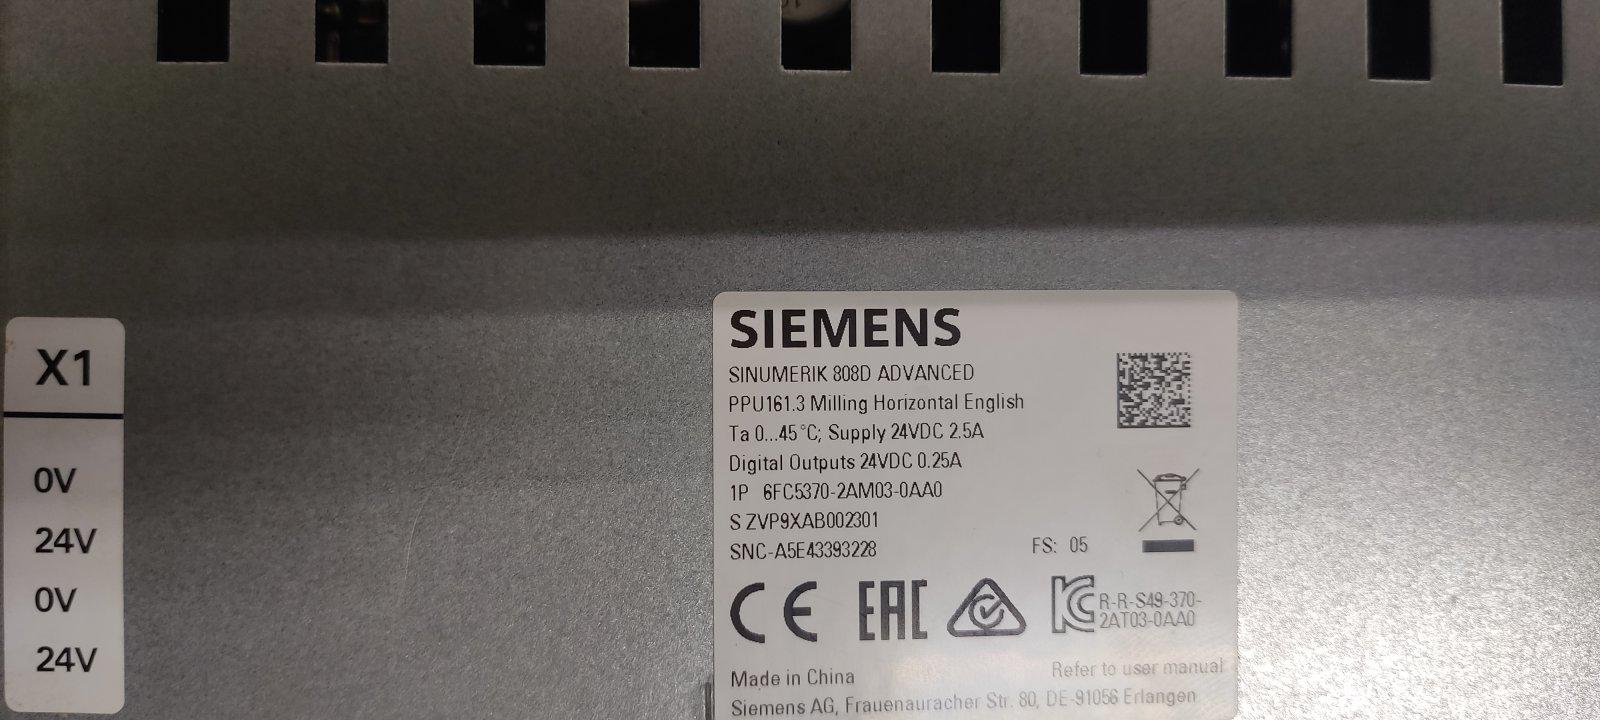 X1
0V
24V
0V
24V
SIEMENS
SINUMERIK 808D ADVANCED
PPU161.3 Milling Horizontal English
Ta 0...45°C; Supply 24VDC 2.5A
Digital Outputs 24VDC 0.25A
1P 6FC5370-2AM03-0AA0
S ZVP9XAB002301
SNC-A5E43393228 FS: 05
CE EAC KC R-R-S49-370-
2AT03-0AA0
Made in China Refer to user manual
Siemens AG, Frauenauracher Str. 80, DE-91056 Erlangen